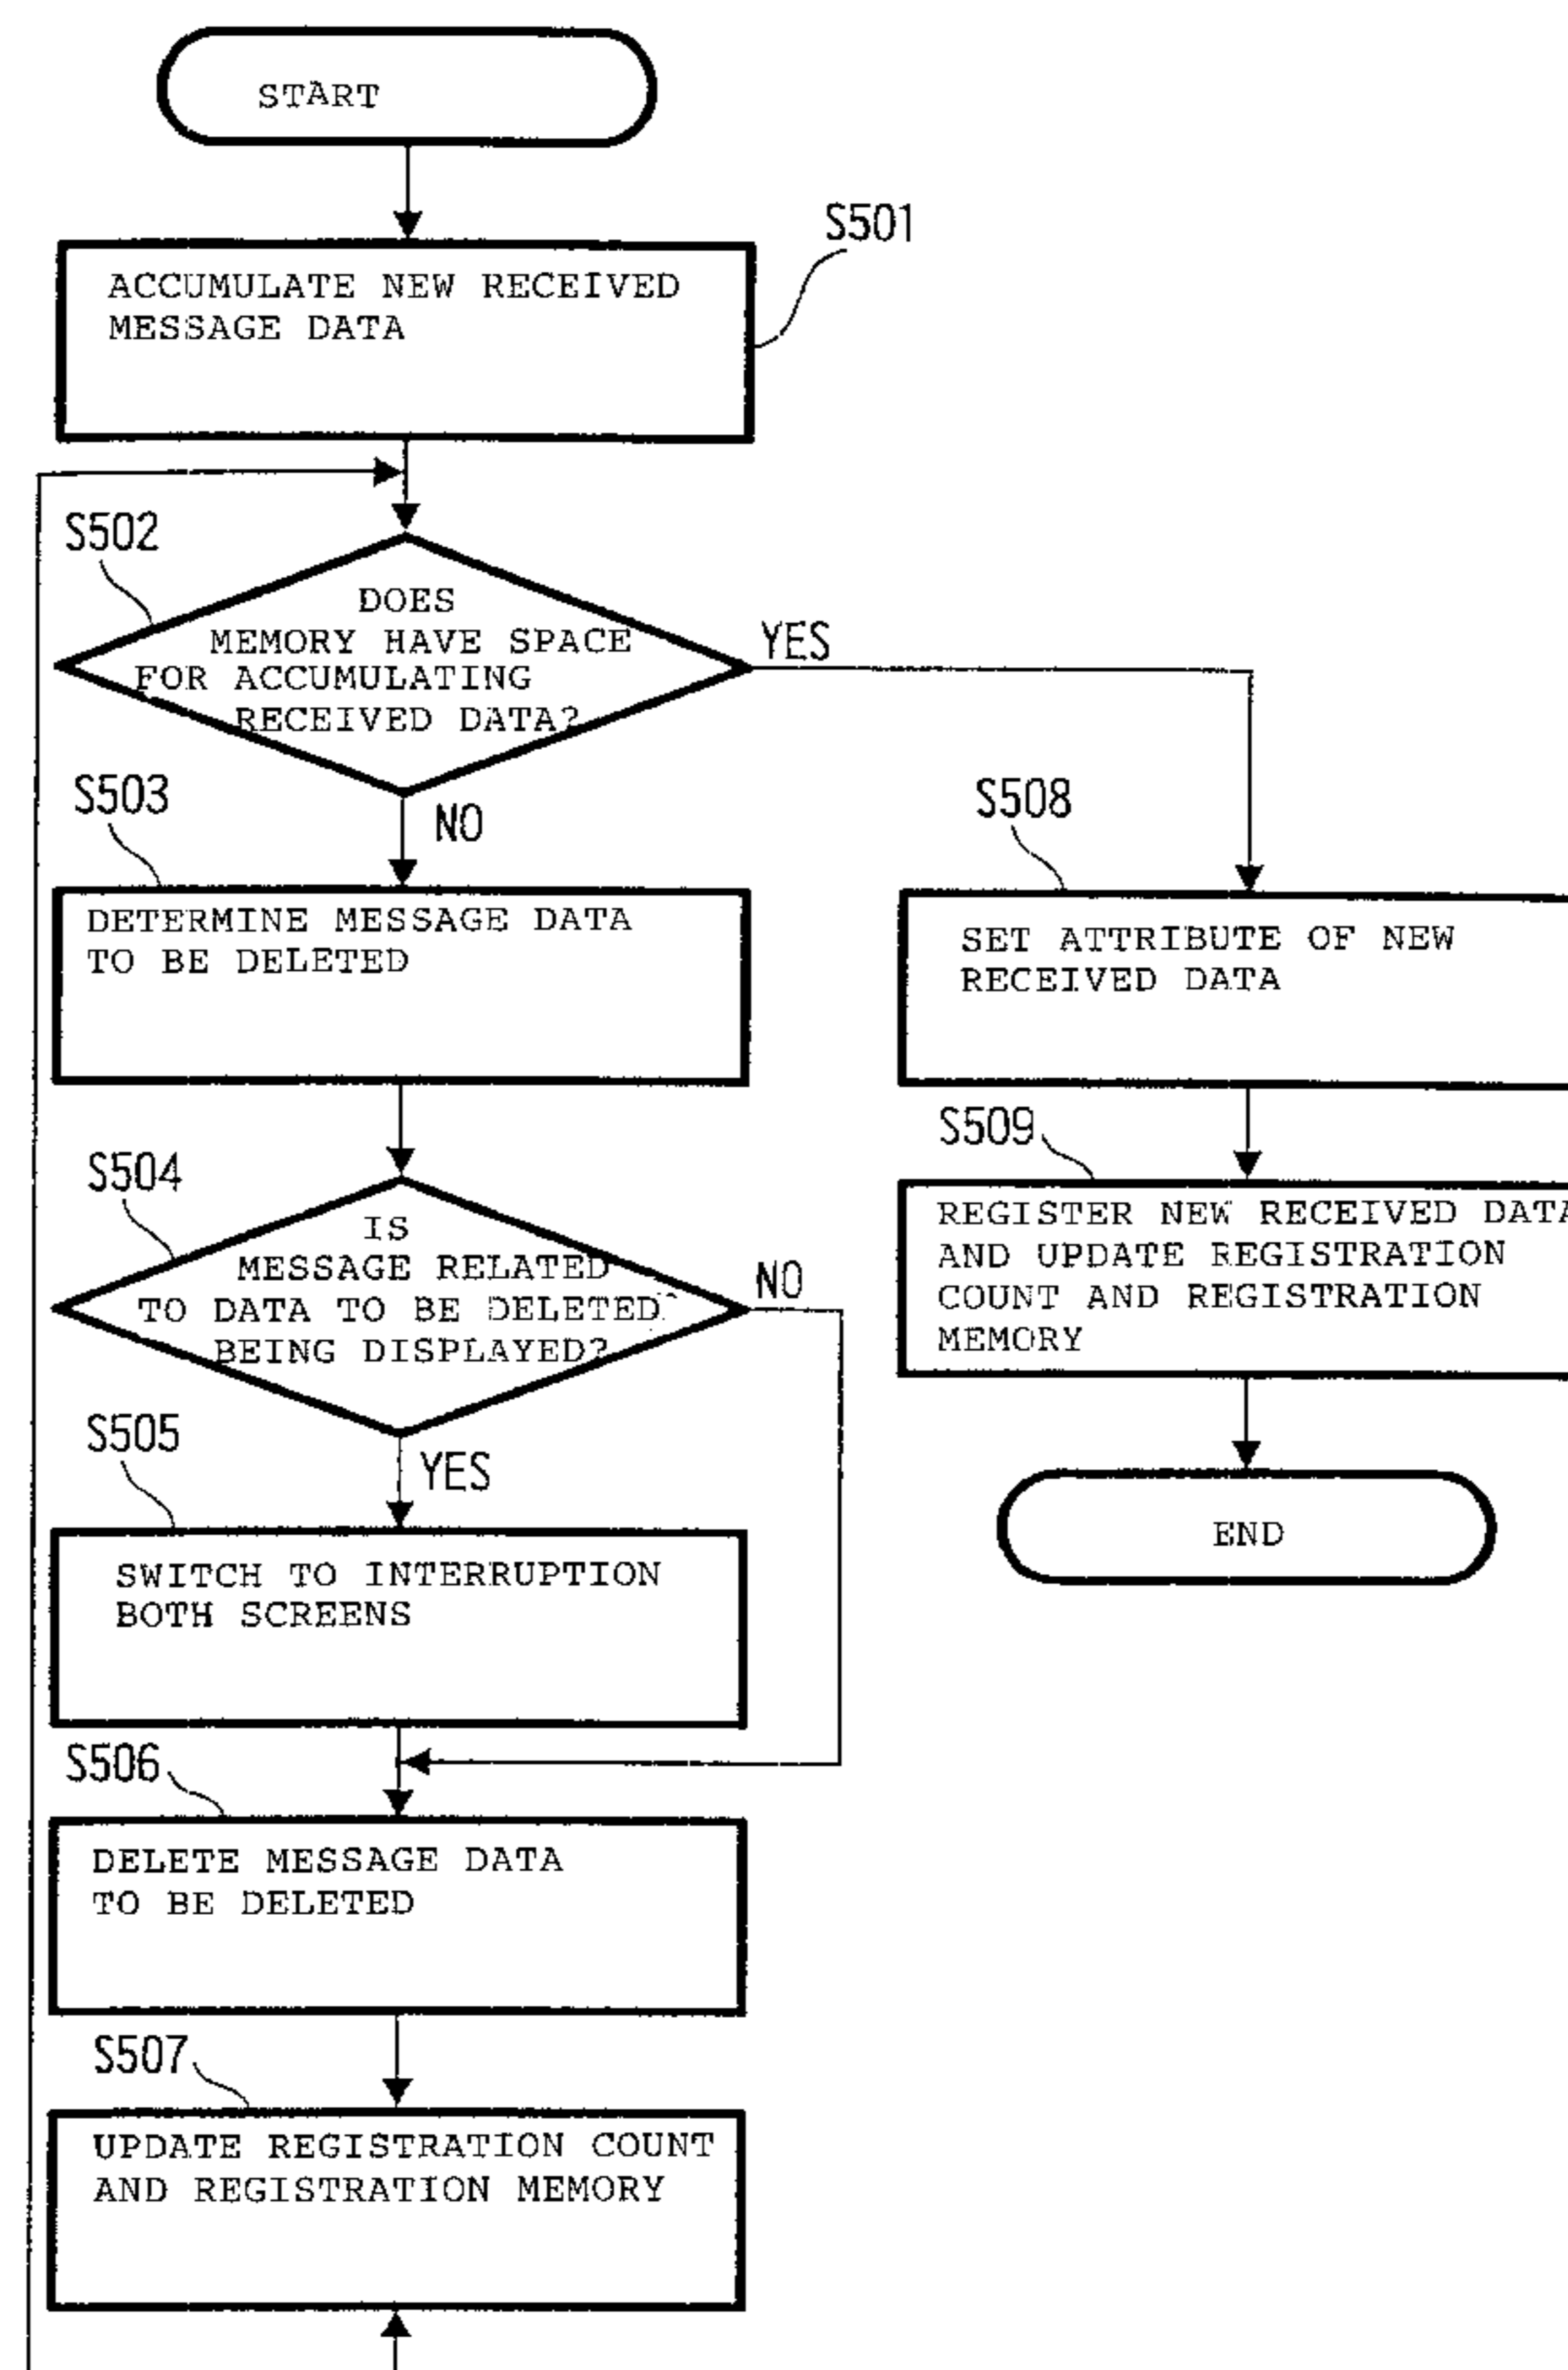 START
S501
ACCUMULATE NEW RECEIVED
MESSAGE DATA
S502
DOES
MEMORY HAVE SPACE
FOR ACCUMULATING
RECEIVED DATA?
YES
NO
S503
DETERMINE MESSAGE DATA
TO BE DELETED
S504
IS
MESSAGE RELATED
TO DATA TO BE DELETED
BEING DISPLAYED?
NO
YES
S505
SWITCH TO INTERRUPTION
BOTH SCREENS
S506
DELETE MESSAGE DATA
TO BE DELETED
S507
UPDATE REGISTRATION COUNT
AND REGISTRATION MEMORY
S508
SET ATTRIBUTE OF NEW
RECEIVED DATA
S509
REGISTER NEW RECEIVED DATA
AND UPDATE REGISTRATION
COUNT AND REGISTRATION
MEMORY
END